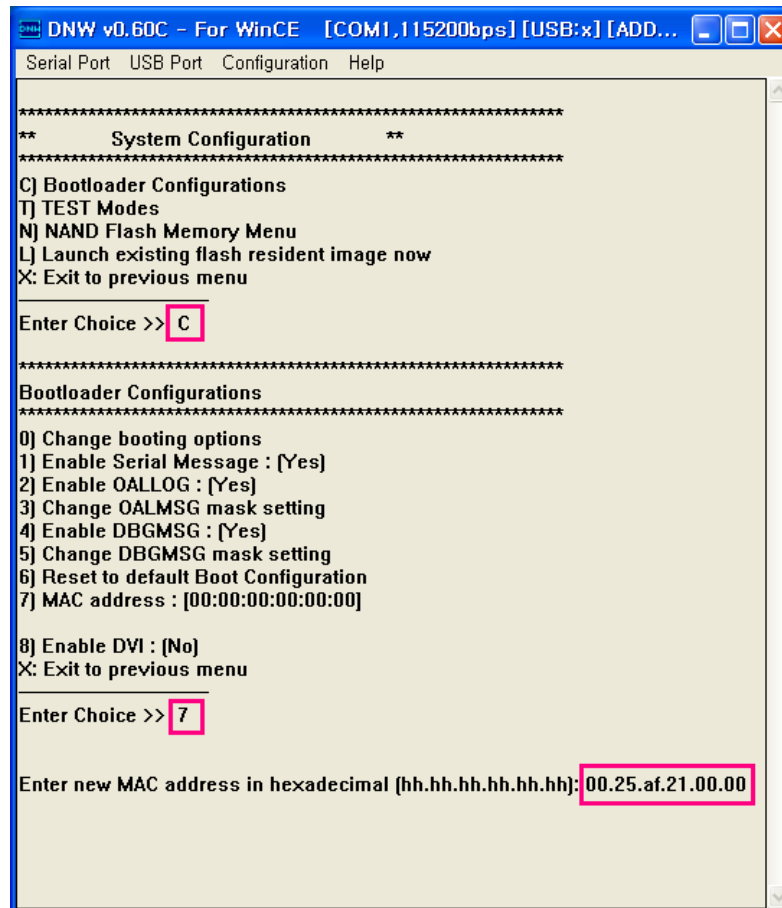 DNW v0.60C - For WinCE [COM1,115200bps] [USB:x] [ADD...
Serial Port USB Port Configuration Help
**************************************************************
** System Configuration **
**************************************************************
C) Bootloader Configurations
T) TEST Modes
N) NAND Flash Memory Menu
L) Launch existing flash resident image now
X: Exit to previous menu
Enter Choice >> C
**************************************************************
Bootloader Configurations
**************************************************************
0) Change booting options
1) Enable Serial Message : (Yes)
2) Enable OALLOG : (Yes)
3) Change OALMSG mask setting
4) Enable DBGMSG : (Yes)
5) Change DBGMSG mask setting
6) Reset to default Boot Configuration
7) MAC address : [00:00:00:00:00:00]
8) Enable DVI : (No)
X: Exit to previous menu
Enter Choice >> 7
Enter new MAC address in hexadecimal (hh.hh.hh.hh.hh.hh): 00.25.af.21.00.00